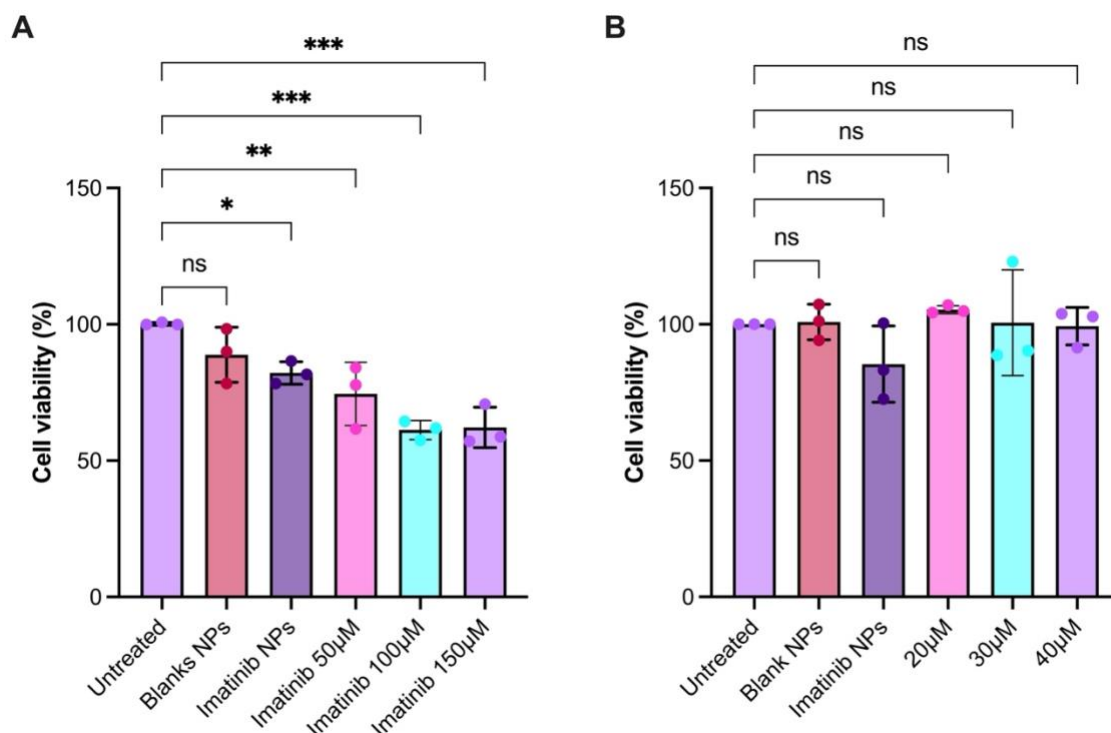 A
***
***
**
*
ns
150
100
50
0
Cell viability (%)
Untreated
Blanks NPs
Imatinib NPs
Imatinib 50µM
Imatinib 100µM
Imatinib 150µM
B
ns
ns
ns
ns
ns
150
100
50
0
Cell viability (%)
Untreated
Blank NPs
Imatinib NPs
20µM
30µM
40µM